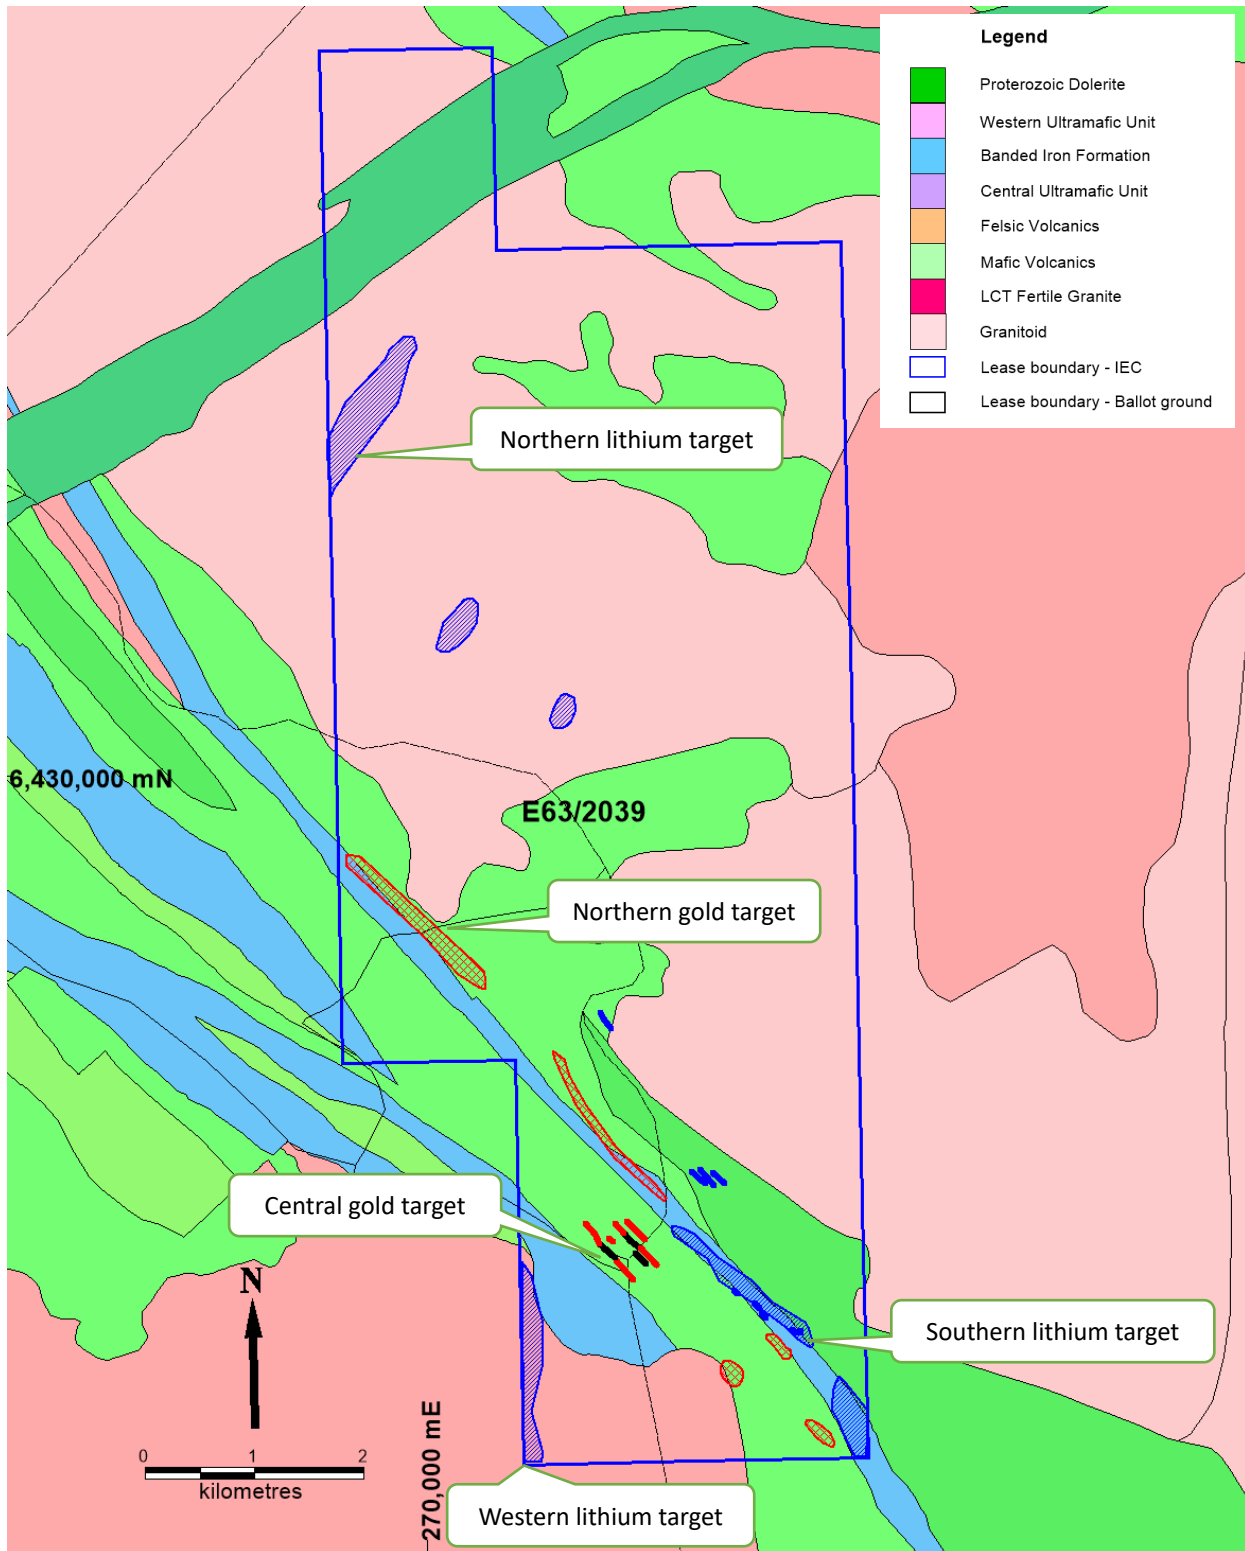 Legend
Proterozoic Dolerite
Western Ultramafic Unit
Banded Iron Formation
Central Ultramafic Unit
Felsic Volcanics
Mafic Volcanics
LCT Fertile Granite
Granitoid
Lease boundary - IEC
Lease boundary - Ballot ground
Northern lithium target
6,430,000 mN
E63/2039
Northern gold target
Central gold target
N
Southern lithium target
270,000 mE
0 1 2
kilometres
Western lithium target